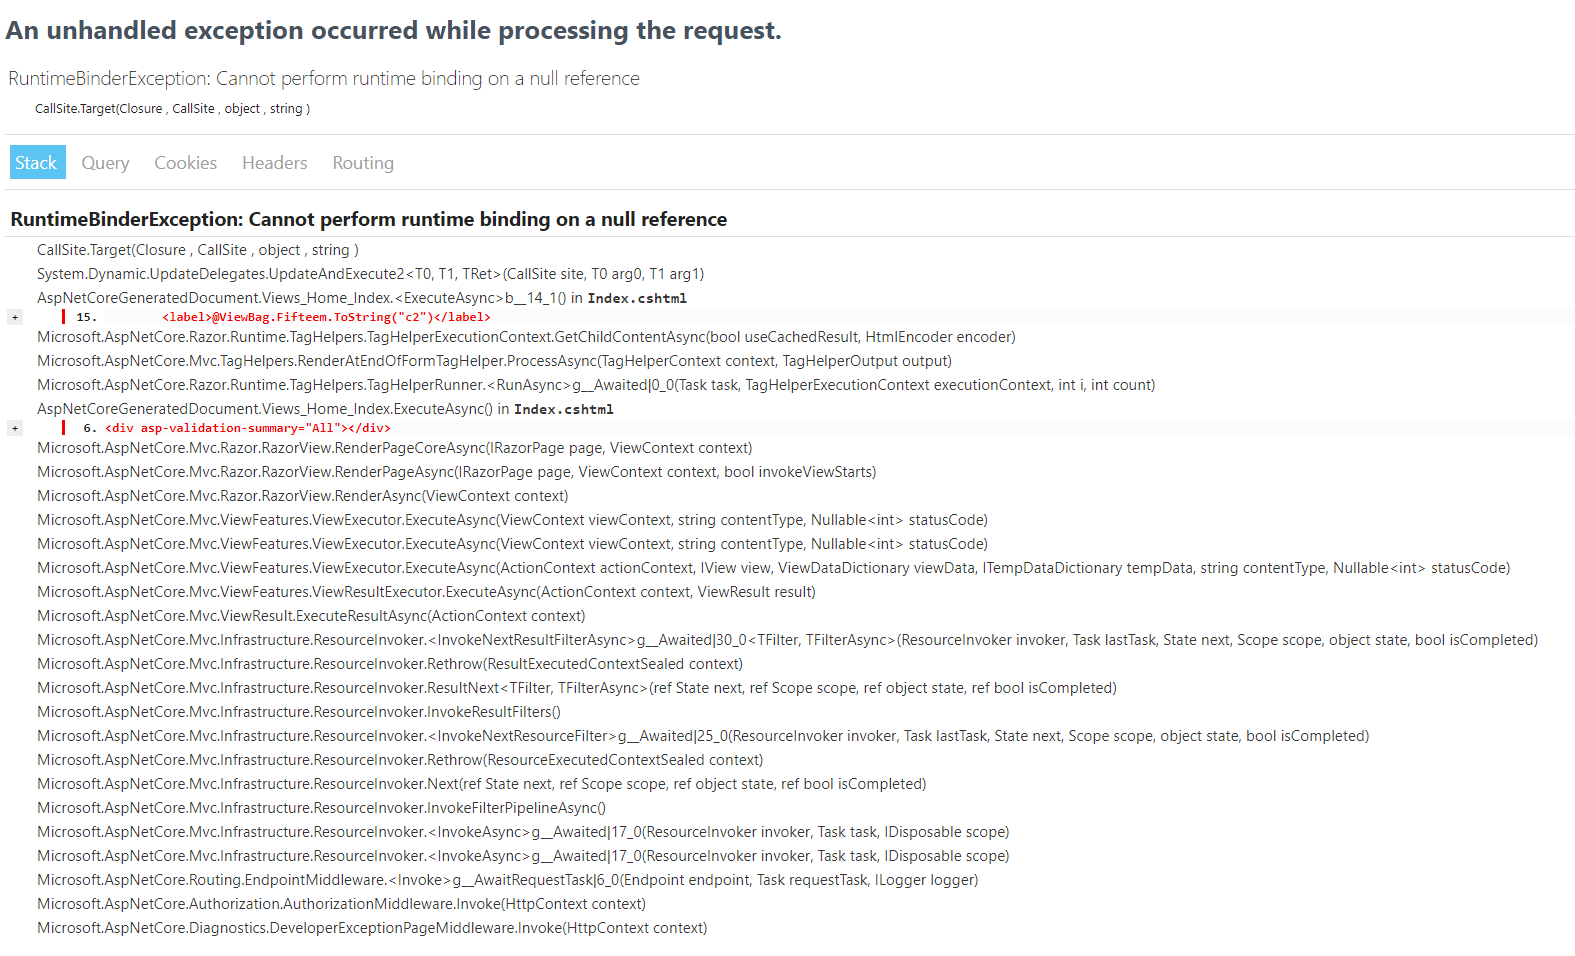 An unhandled exception occurred while processing the request.
RuntimeBinderException: Cannot perform runtime binding on a null reference
CallSite.Target(Closure , CallSite , object , string )
Stack Query Cookies Headers Routing
RuntimeBinderException: Cannot perform runtime binding on a null reference
CallSite.Target(Closure , CallSite , object , string )
System.Dynamic.UpdateDelegates.UpdateAndExecute2<T0, T1, TRet>(CallSite site, T0 arg0, T1 arg1)
AspNetCoreGeneratedDocument.Views_Home_Index.<ExecuteAsync>b__14_1() in Index.cshtml
+ 15. <label>@ViewBag.Fifteem.ToString("c2")</label>
Microsoft.AspNetCore.Razor.Runtime.TagHelpers.TagHelperExecutionContext.GetChildContentAsync(bool useCachedResult, HtmlEncoder encoder)
Microsoft.AspNetCore.Mvc.TagHelpers.RenderAtEndOfFormTagHelper.ProcessAsync(TagHelperContext context, TagHelperOutput output)
Microsoft.AspNetCore.Razor.Runtime.TagHelpers.TagHelperRunner.<RunAsync>g__Awaited|0_0(Task task, TagHelperExecutionContext executionContext, int i, int count)
AspNetCoreGeneratedDocument.Views_Home_Index.ExecuteAsync() in Index.cshtml
+ 6. <div asp-validation-summary="All"></div>
Microsoft.AspNetCore.Mvc.Razor.RazorView.RenderPageCoreAsync(IRazorPage page, ViewContext context)
Microsoft.AspNetCore.Mvc.Razor.RazorView.RenderPageAsync(IRazorPage page, ViewContext context, bool invokeViewStarts)
Microsoft.AspNetCore.Mvc.Razor.RazorView.RenderAsync(ViewContext context)
Microsoft.AspNetCore.Mvc.ViewFeatures.ViewExecutor.ExecuteAsync(ViewContext viewContext, string contentType, Nullable<int> statusCode)
Microsoft.AspNetCore.Mvc.ViewFeatures.ViewExecutor.ExecuteAsync(ViewContext viewContext, string contentType, Nullable<int> statusCode)
Microsoft.AspNetCore.Mvc.ViewFeatures.ViewExecutor.ExecuteAsync(ActionContext actionContext, IView view, ViewDataDictionary viewData, ITempDataDictionary tempData, string contentType, Nullable<int> statusCode)
Microsoft.AspNetCore.Mvc.ViewFeatures.ViewResultExecutor.ExecuteAsync(ActionContext context, ViewResult result)
Microsoft.AspNetCore.Mvc.ViewResult.ExecuteResultAsync(ActionContext context)
Microsoft.AspNetCore.Mvc.Infrastructure.ResourceInvoker.<InvokeNextResultFilterAsync>g__Awaited|30_0<TFilter, TFilterAsync>(ResourceInvoker invoker, Task lastTask, State next, Scope scope, object state, bool isCompleted)
Microsoft.AspNetCore.Mvc.Infrastructure.ResourceInvoker.Rethrow(ResultExecutedContextSealed context)
Microsoft.AspNetCore.Mvc.Infrastructure.ResourceInvoker.ResultNext<TFilter, TFilterAsync>(ref State next, ref Scope scope, ref object state, ref bool isCompleted)
Microsoft.AspNetCore.Mvc.Infrastructure.ResourceInvoker.InvokeResultFilters()
Microsoft.AspNetCore.Mvc.Infrastructure.ResourceInvoker.<InvokeNextResourceFilter>g__Awaited|25_0(ResourceInvoker invoker, Task lastTask, State next, Scope scope, object state, bool isCompleted)
Microsoft.AspNetCore.Mvc.Infrastructure.ResourceInvoker.Rethrow(ResourceExecutedContextSealed context)
Microsoft.AspNetCore.Mvc.Infrastructure.ResourceInvoker.Next(ref State next, ref Scope scope, ref object state, ref bool isCompleted)
Microsoft.AspNetCore.Mvc.Infrastructure.ResourceInvoker.InvokeFilterPipelineAsync()
Microsoft.AspNetCore.Mvc.Infrastructure.ResourceInvoker.<InvokeAsync>g__Awaited|17_0(ResourceInvoker invoker, Task task, IDisposable scope)
Microsoft.AspNetCore.Mvc.Infrastructure.ResourceInvoker.<InvokeAsync>g__Awaited|17_0(ResourceInvoker invoker, Task task, IDisposable scope)
Microsoft.AspNetCore.Routing.EndpointMiddleware.<Invoke>g__AwaitRequestTask|6_0(Endpoint endpoint, Task requestTask, ILogger logger)
Microsoft.AspNetCore.Authorization.AuthorizationMiddleware.Invoke(HttpContext context)
Microsoft.AspNetCore.Diagnostics.DeveloperExceptionPageMiddleware.Invoke(HttpContext context)